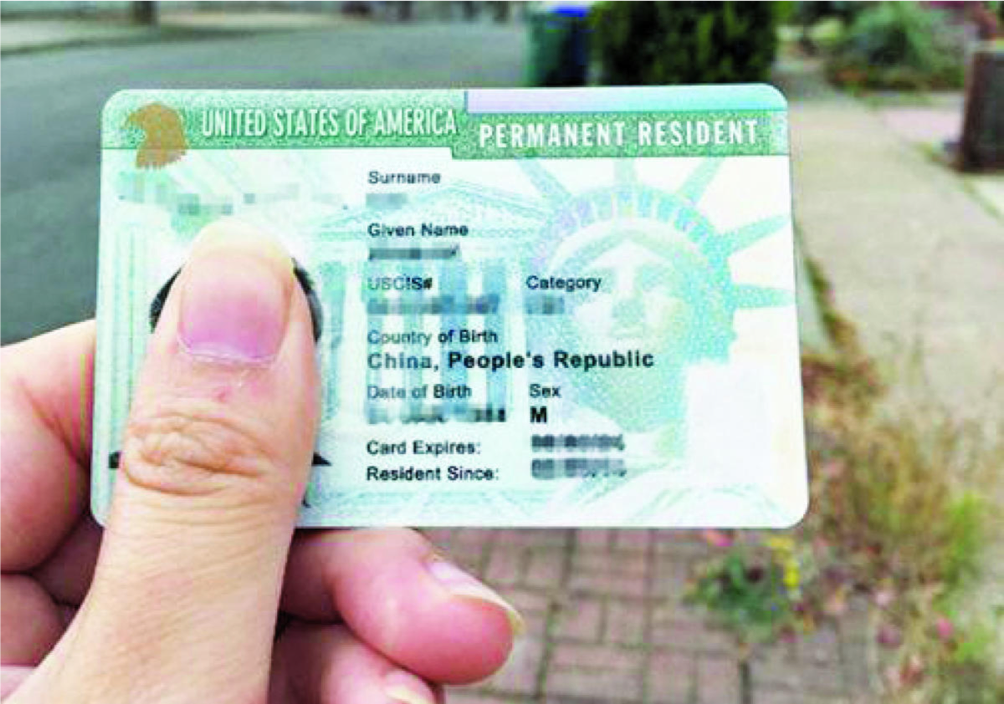 UNITED STATES OF AMERICA
PERMANENT RESIDENT
Surname
Given Name
USCIS#
Category
Country of Birth
China, People's Republic
Date of Birth
Sex
M
Card Expires:
Resident Since: